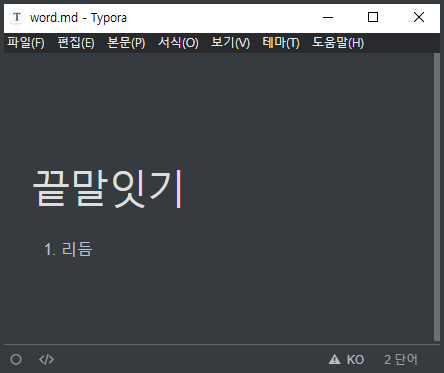 word.md - Typora
파일(F) 편집(E) 본문(P) 서식(O) 보기(V) 테마(T) 도움말(H)
끝말잇기
1. 리듬
</> KO 2 단어